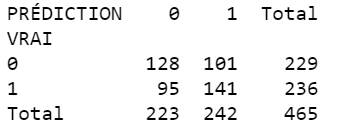 PRÉDICTION 0 1 Total
VRAI
0 128 101 229
1 95 141 236
Total 223 242 465